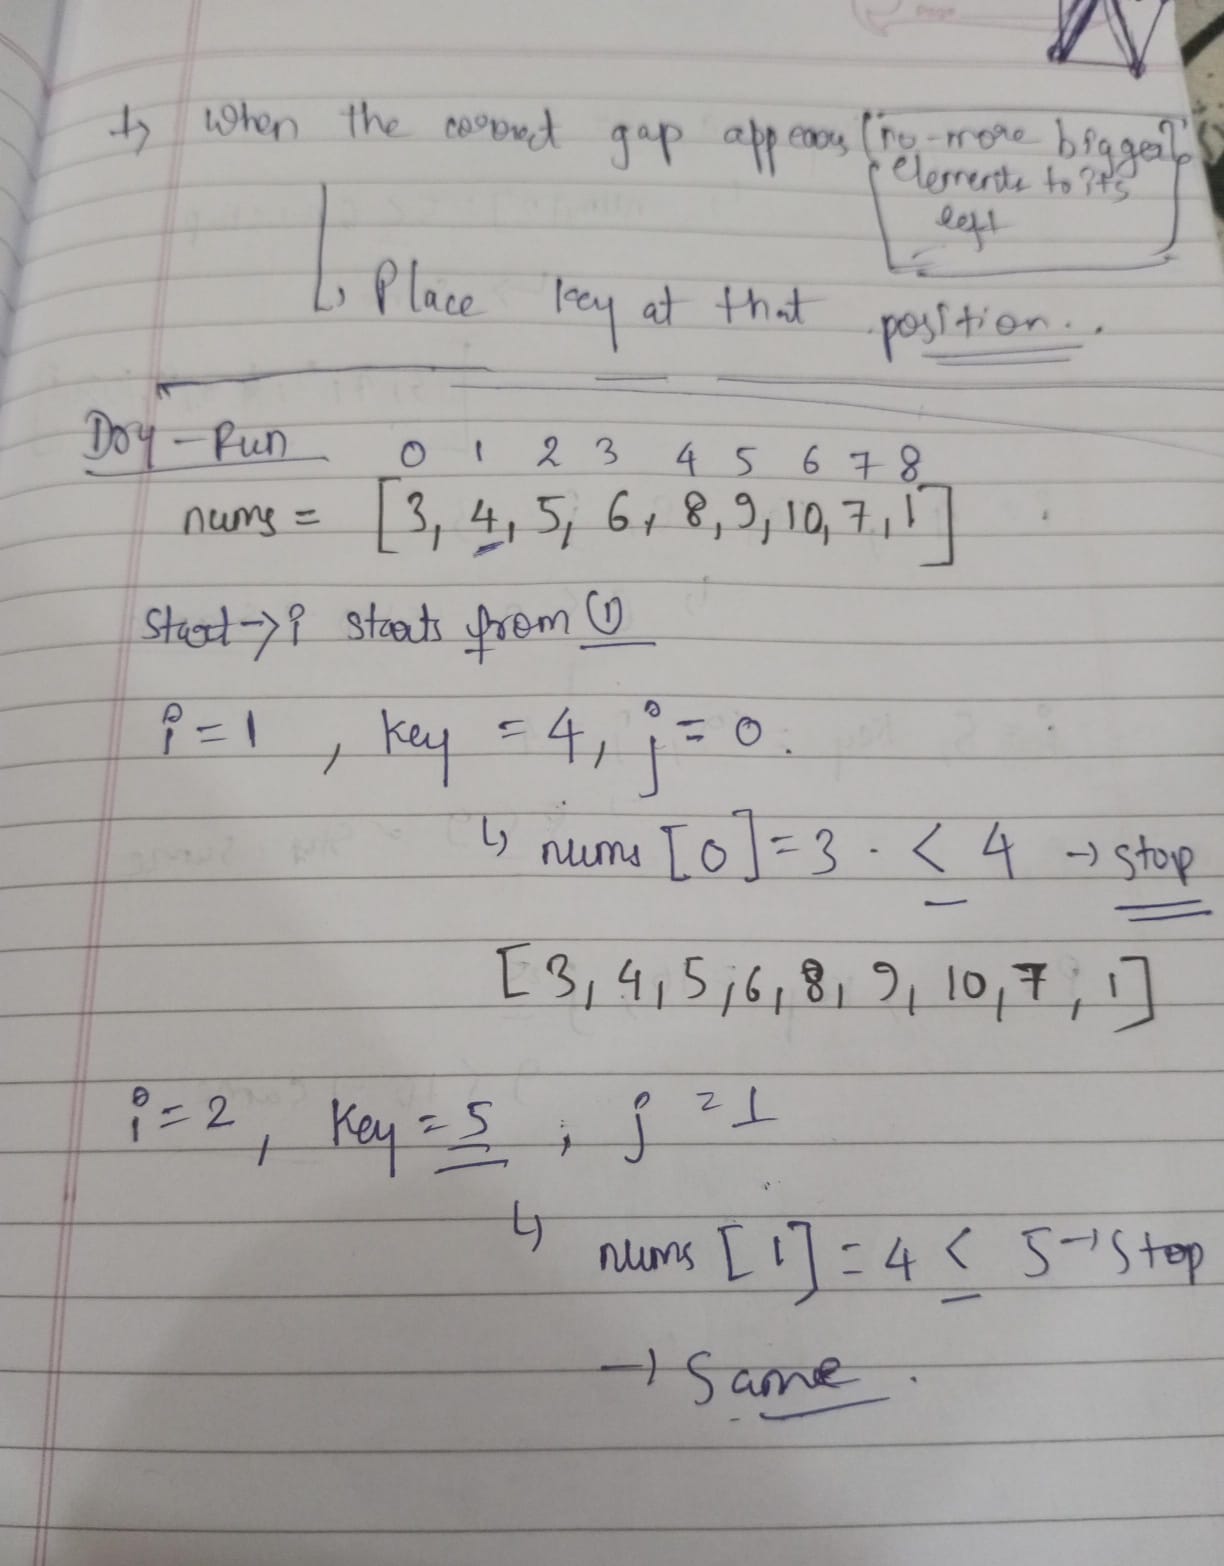 ↳ When the correct gap appears (no-more bigger
elements to its
left
↳ Place key at that position..
Dry-Run 0 1 2 3 4 5 6 7 8
nums = [3, 4, 5, 6, 8, 9, 10, 7, 1]
Start → i starts from (1)
i = 1, key = 4, j = 0.
↳ nums [0] = 3 . < 4 → stop
[3, 4, 5, 6, 8, 9, 10, 7, 1]
i = 2, key = 5, j = 1
↳ nums [1] = 4 < 5 → stop
→ Same.